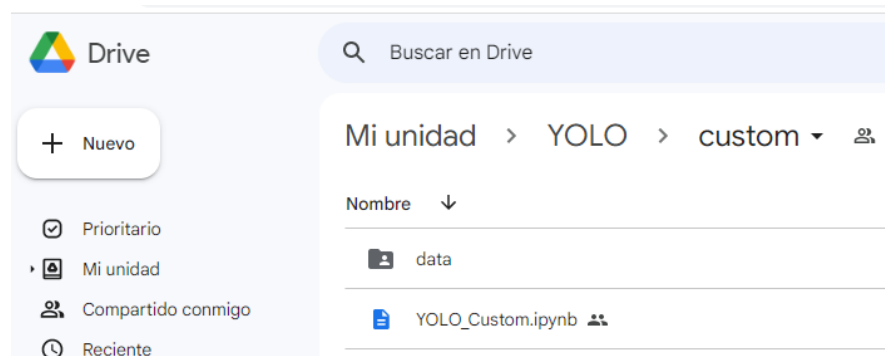 Drive
Buscar en Drive
Nuevo
Mi unidad > YOLO > custom
Nombre
Prioritario
data
Mi unidad
Compartido conmigo
YOLO_Custom.ipynb
Reciente